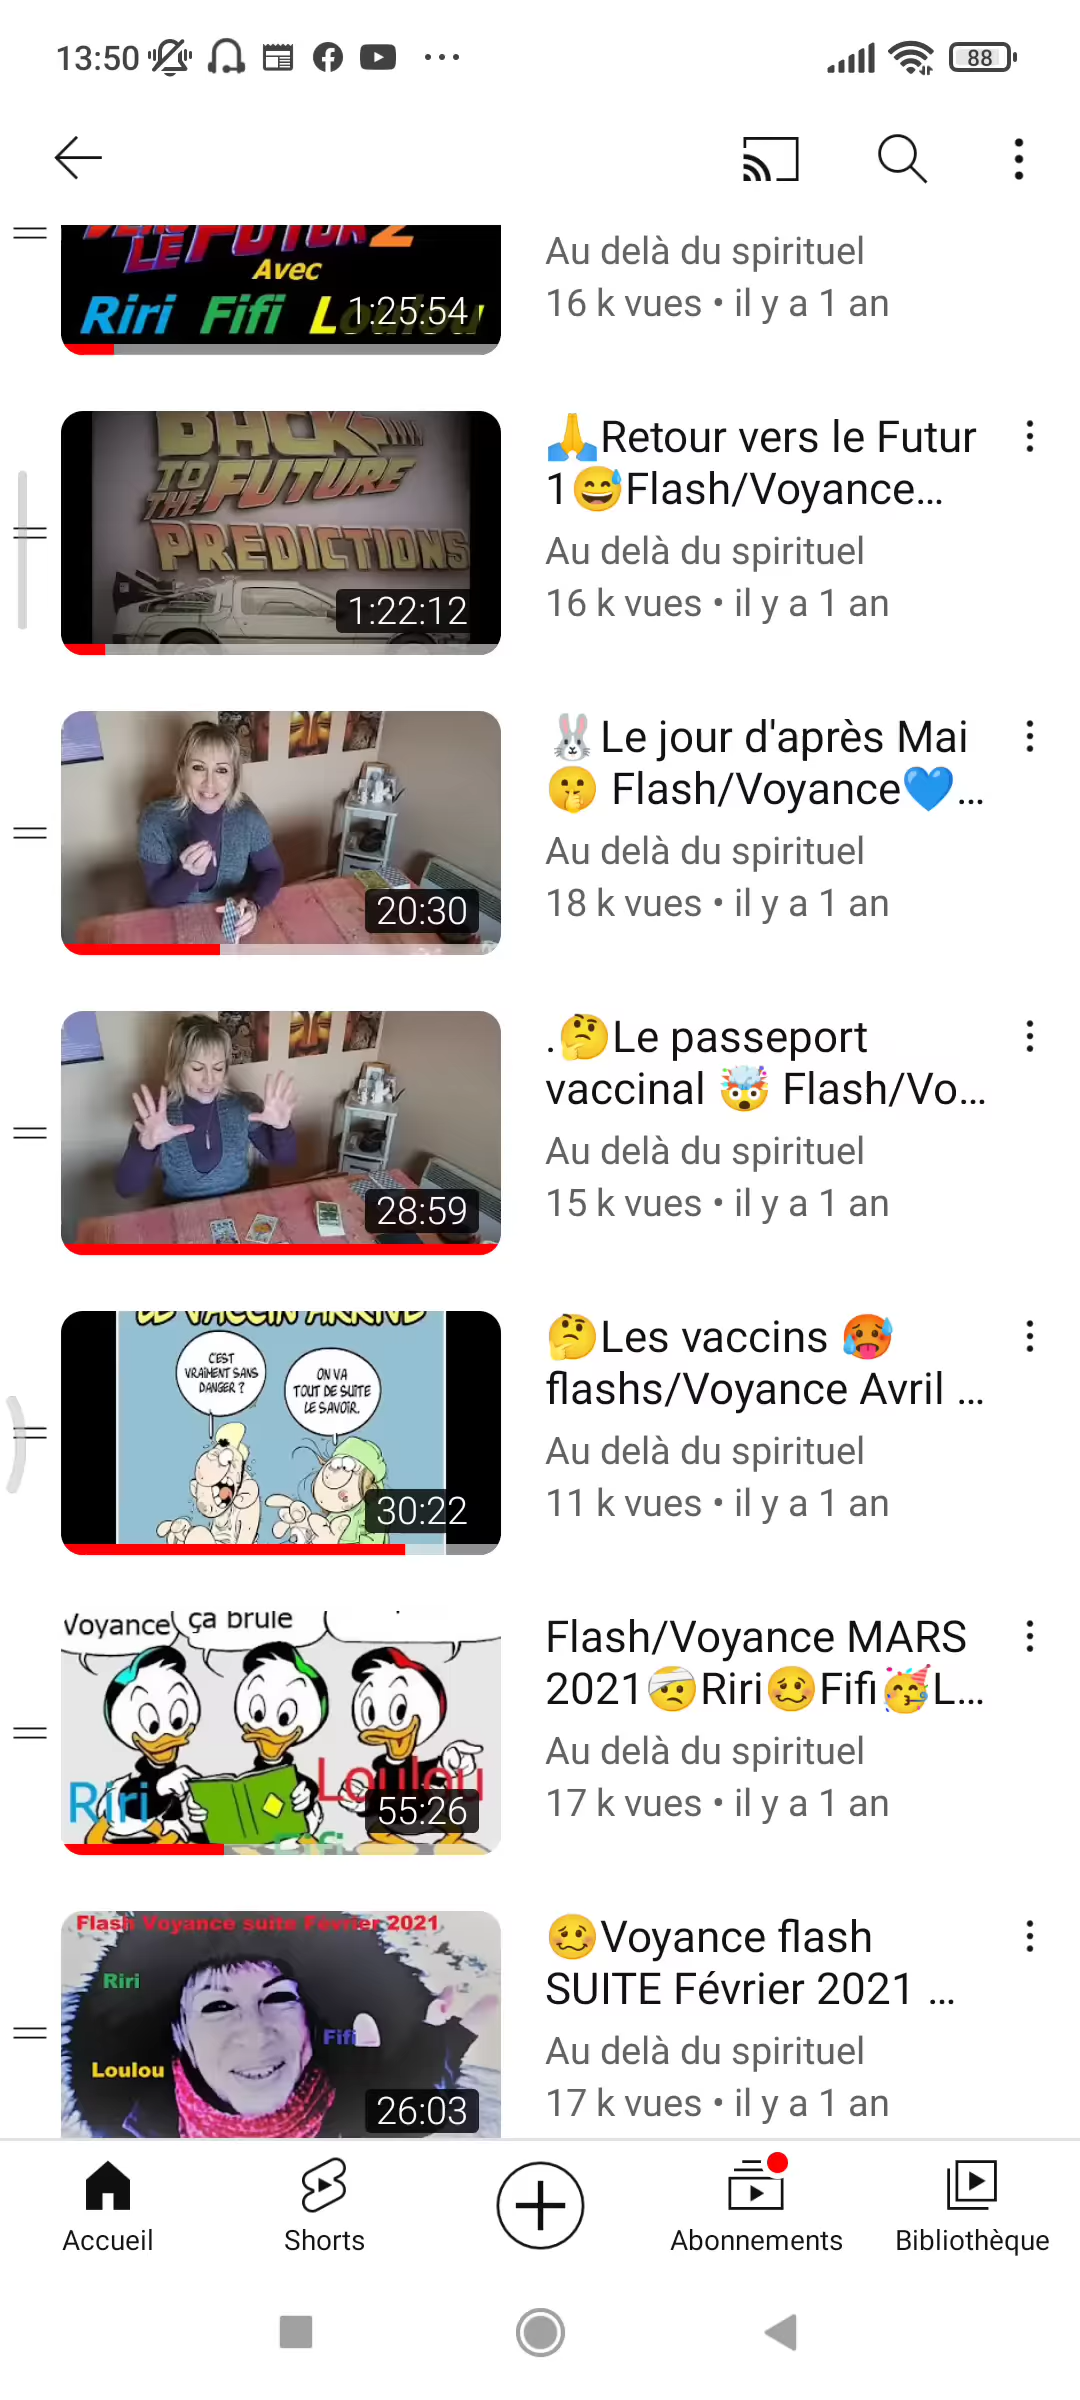 13:50
88
LE FUTUR 2
Avec
Riri Fifi Loulou
1:25:54
Au delà du spirituel
16 k vues • il y a 1 an
BACK
TO
THE FUTURE
PREDICTIONS
1:22:12
🙏Retour vers le Futur
1😅Flash/Voyance...
Au delà du spirituel
16 k vues • il y a 1 an
20:30
🐰Le jour d'après Mai
🤫 Flash/Voyance💙...
Au delà du spirituel
18 k vues • il y a 1 an
28:59
.🤔Le passeport
vaccinal 🤯 Flash/Vo...
Au delà du spirituel
15 k vues • il y a 1 an
LE VACCIN ARRIVE
C'EST
VRAIMENT SANS
DANGER ?
ON VA
TOUT DE SUITE
LE SAVOIR.
30:22
🤔Les vaccins 🥵
flashs/Voyance Avril ...
Au delà du spirituel
11 k vues • il y a 1 an
Voyance ça brule
Riri
Loulou
Fifi
55:26
Flash/Voyance MARS
2021🤕Riri🥴Fifi🥳L...
Au delà du spirituel
17 k vues • il y a 1 an
Flash Voyance suite Février 2021
Riri
Fifi
Loulou
26:03
🥴Voyance flash
SUITE Février 2021 ...
Au delà du spirituel
17 k vues • il y a 1 an
Accueil
Shorts
Abonnements
Bibliothèque